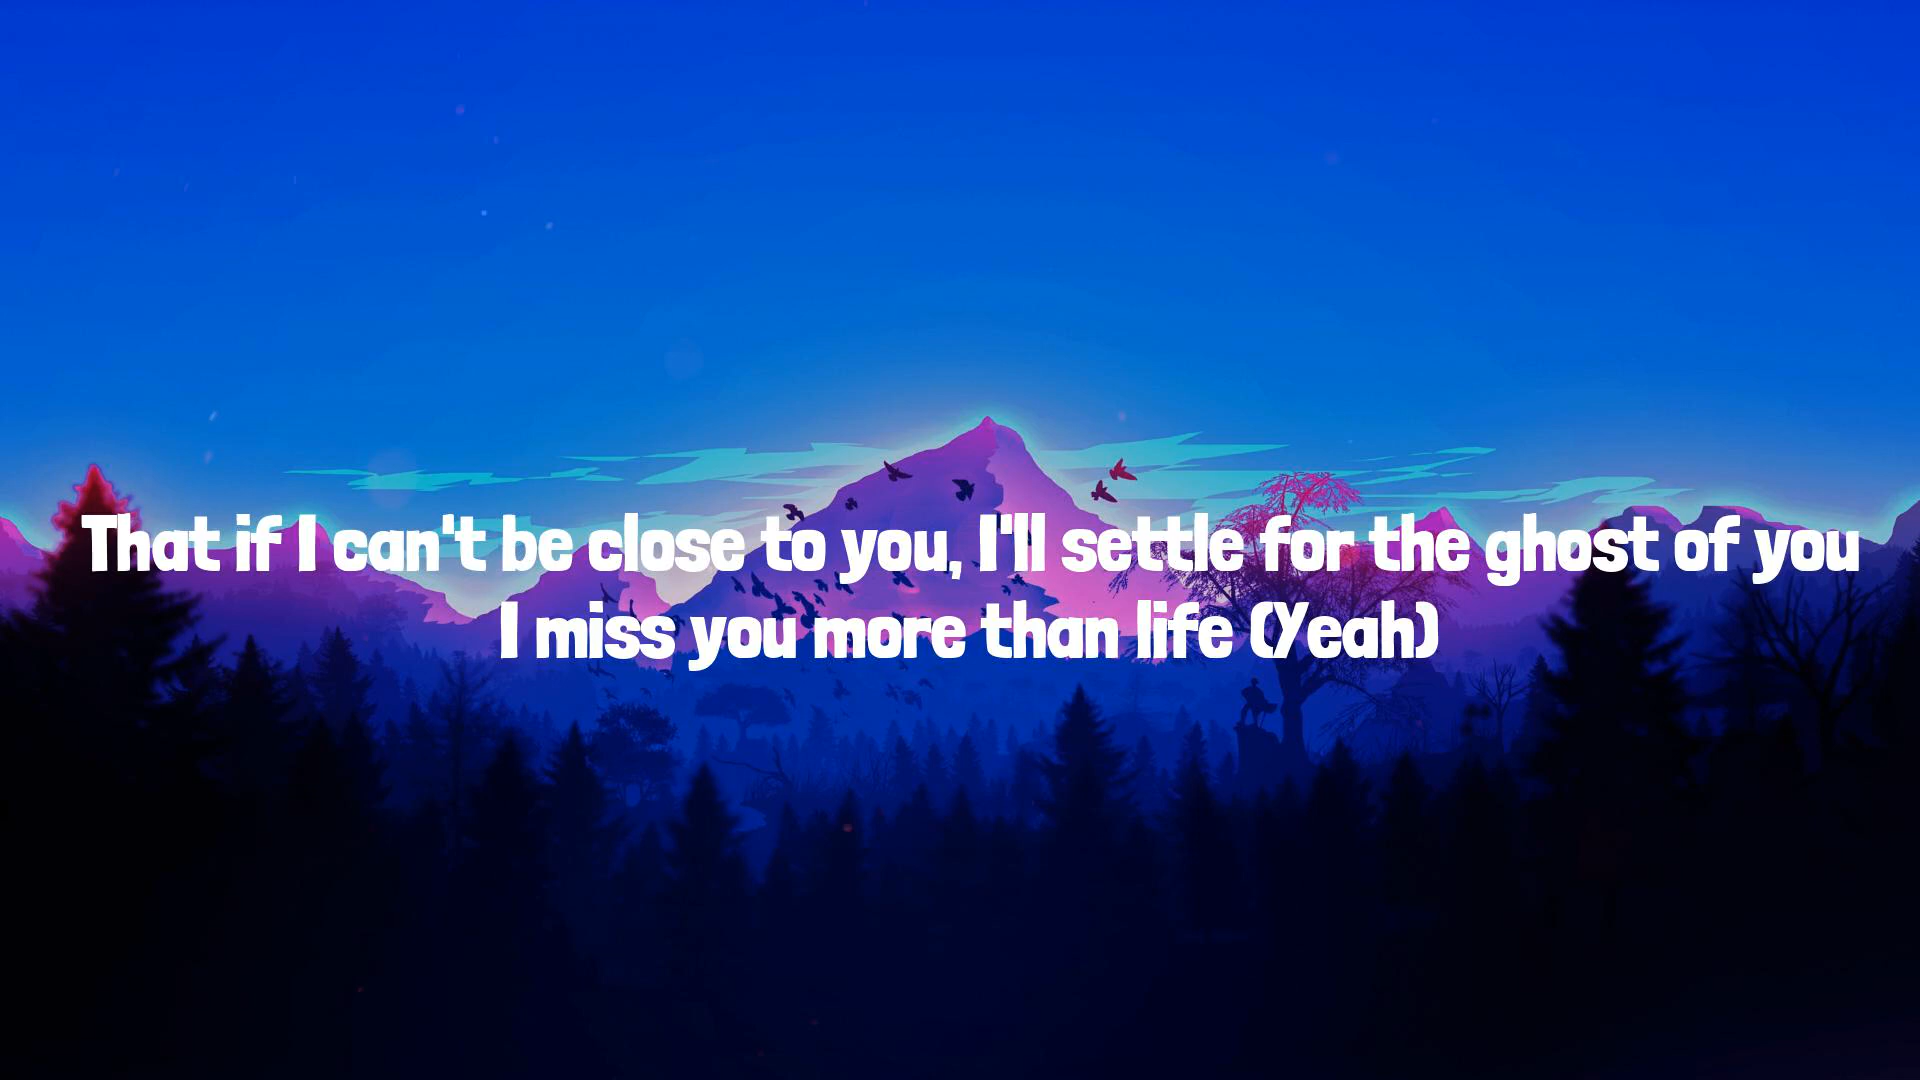 That if I can't be close to you, I'll settle for the ghost of you
I miss you more than life (Yeah)